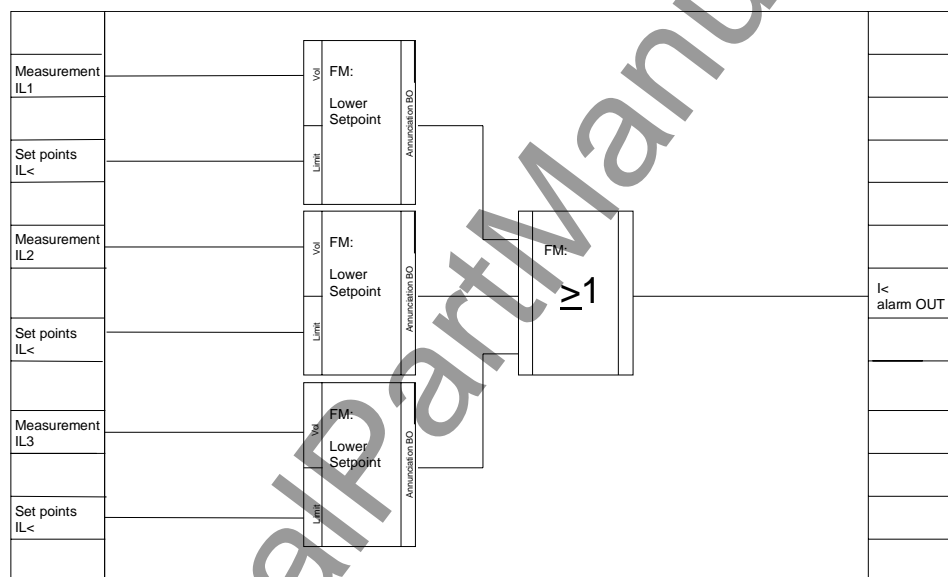 Measurement
IL1
Set points
IL<
Measurement
IL2
Set points
IL<
Measurement
IL3
Set points
IL<
Vol
Limit
FM:
Lower
Setpoint
Annunciation BO
Vol
Limit
FM:
Lower
Setpoint
Annunciation BO
Vol
Limit
FM:
Lower
Setpoint
Annunciation BO
FM:
≥1
I<
alarm OUT
alPartManu